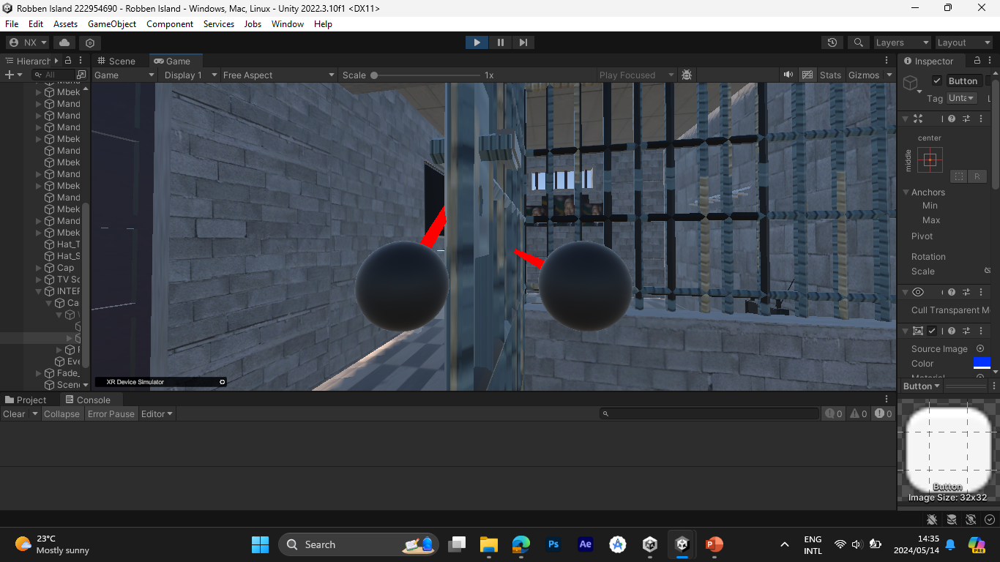 Robben Island 222954690 - Robben Island - Windows, Mac, Linux - Unity 2022.3.10f1 <DX11>
File Edit Assets GameObject Component Services Jobs Window Help
NX Layers Layout
Hierarch Scene Game Inspector
All Game Display 1 Free Aspect Scale 1x Play Focused Stats Gizmos
Button
Tag Unta
Mbek
Mand
Mand
Mand
Mbek
Mand
Mbek
Mand
Mbek
Mand
Mbek
Mand
Mbek
Hat_T
Hat_S
Cap
TV Sc
INTER
Ca
Eve
Fade_
Scene
center
middle
R
Anchors
Min
Max
Pivot
Rotation
Scale
Cull Transparent M
Source Image
Color
Material
XR Device Simulator
Button
Project Console
Clear Collapse Error Pause Editor 0 0 0
Button
Image Size: 32x32
23°C
Mostly sunny
Search
Ps
Ae
P
ENG
INTL
14:35
2024/05/14
PRE